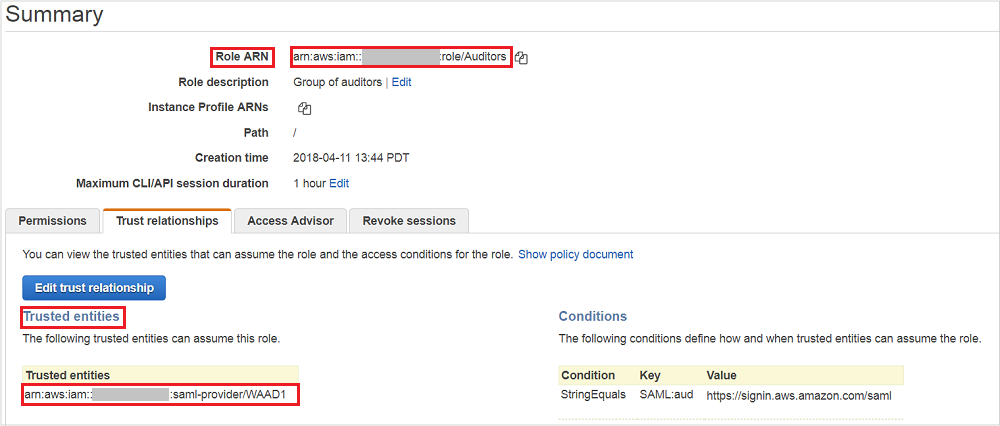 Summary
Role ARN arn:aws:iam:: :role/Auditors
Role description Group of auditors | Edit
Instance Profile ARNs
Path /
Creation time 2018-04-11 13:44 PDT
Maximum CLI/API session duration 1 hour Edit
Permissions Trust relationships Access Advisor Revoke sessions
You can view the trusted entities that can assume the role and the access conditions for the role. Show policy document
Edit trust relationship
Trusted entities
The following trusted entities can assume this role.
Trusted entities
arn:aws:iam:: :saml-provider/WAAD1
Conditions
The following conditions define how and when trusted entities can assume the role.
Condition Key Value
StringEquals SAML:aud https://signin.aws.amazon.com/saml